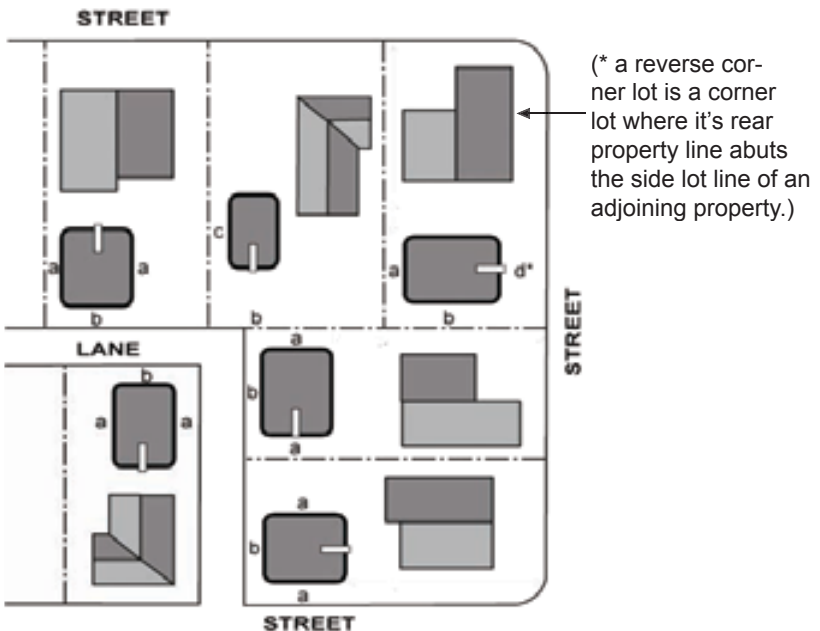 STREET
(* a reverse cor-
ner lot is a corner
lot where it's rear
property line abuts
the side lot line of an
adjoining property.)
c
a a
a d*
b b b
STREET
LANE
a
b
b
a a
a
a
b
a
STREET